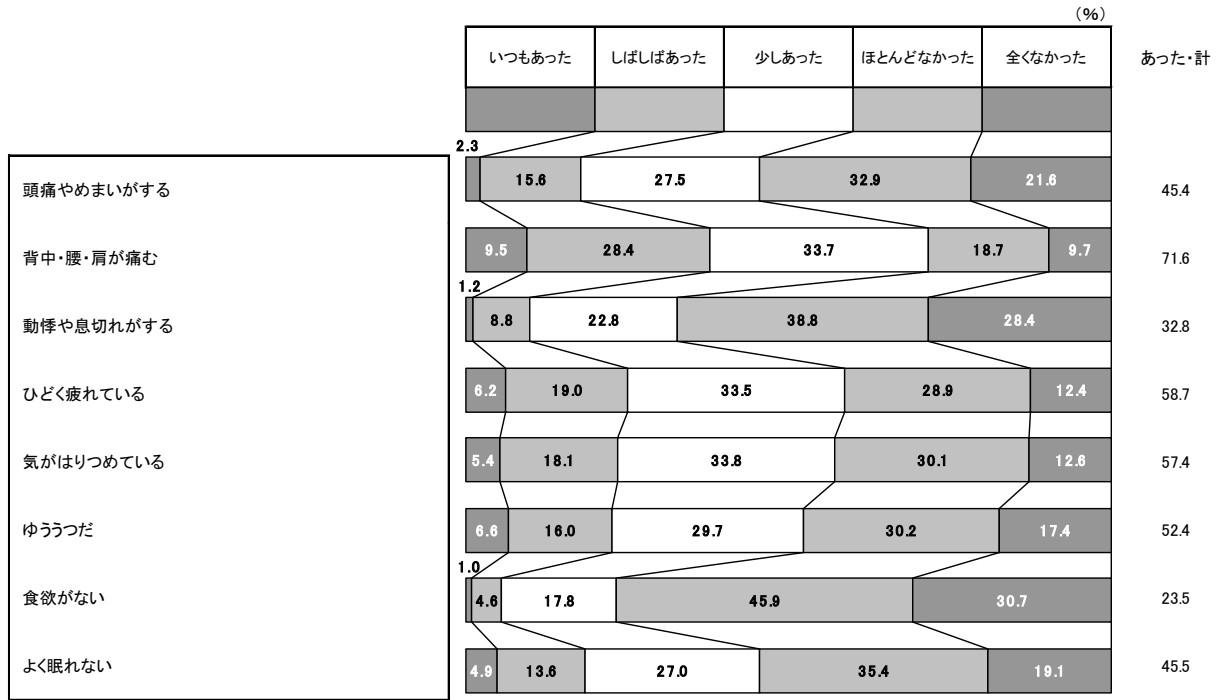 (%)
いつもあった しばしばあった 少しあった ほとんどなかった 全くなかった あった・計
頭痛やめまいがする 2.3 15.6 27.5 32.9 21.6 45.4
背中・腰・肩が痛む 9.5 28.4 33.7 18.7 9.7 71.6
動悸や息切れがする 1.2 8.8 22.8 38.8 28.4 32.8
ひどく疲れている 6.2 19.0 33.5 28.9 12.4 58.7
気がはりつめている 5.4 18.1 33.8 30.1 12.6 57.4
ゆううつだ 6.6 16.0 29.7 30.2 17.4 52.4
食欲がない 1.0 4.6 17.8 45.9 30.7 23.5
よく眠れない 4.9 13.6 27.0 35.4 19.1 45.5